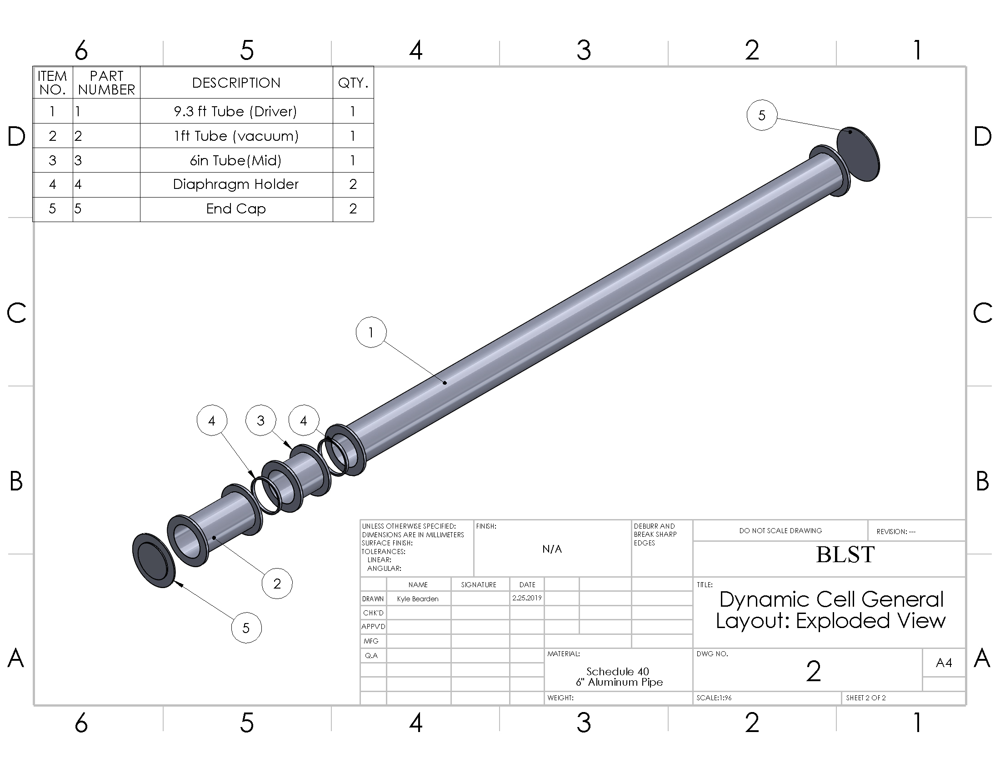 6 5 4 3 2 1
ITEM NO. PART NUMBER DESCRIPTION QTY.
1 1 9.3 ft Tube (Driver) 1
2 2 1ft Tube (vacuum) 1
3 3 6in Tube(Mid) 1
4 4 Diaphragm Holder 2
5 5 End Cap 2
D D
5
C C
1
4 3 4
B B
2
5
A A
UNLESS OTHERWISE SPECIFIED:
DIMENSIONS ARE IN MILLIMETERS
SURFACE FINISH:
TOLERANCES:
LINEAR:
ANGULAR:
FINISH:
N/A
DEBURR AND
BREAK SHARP
EDGES
DO NOT SCALE DRAWING
REVISION: ---
BLST
NAME SIGNATURE DATE
DRAWN Kyle Bearden 2.25.2019
CHK'D
APPV'D
MFG
Q.A
TITLE:
Dynamic Cell General
Layout: Exploded View
MATERIAL:
Schedule 40
6" Aluminum Pipe
WEIGHT:
DWG NO.
2
A4
SCALE:1:96
SHEET 2 OF 2
6 5 4 3 2 1